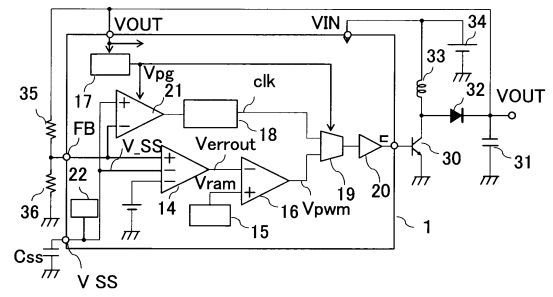 VOUT
VIN
34
33
17
Vpg
21
clk
32
VOUT
35
18
FB
V_SS
Verrout
E
30
31
22
Vram
19
20
36
14
16
Vpwm
15
1
Css
V SS